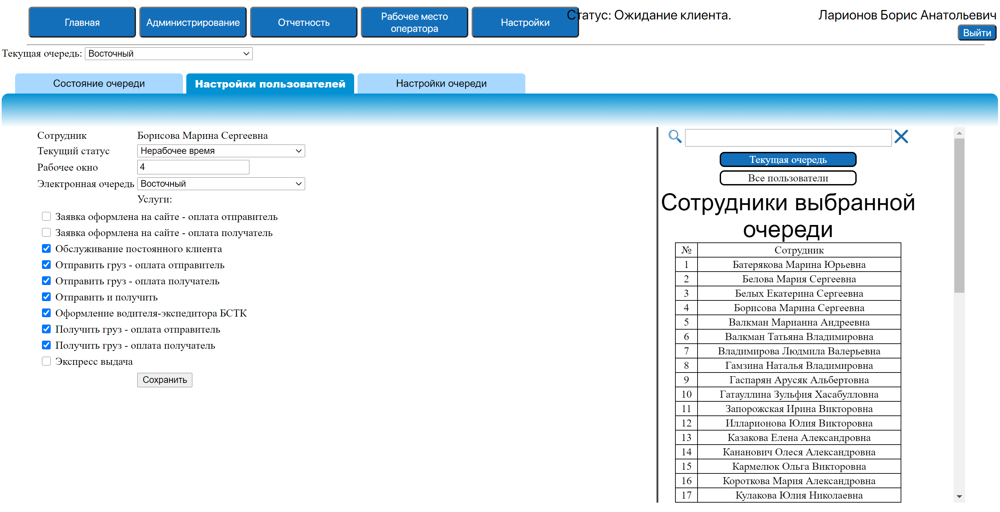 Главная
Администрирование
Отчетность
Рабочее место
оператора
Настройки
Статус: Ожидание клиента.
Ларионов Борис Анатольевич
Выйти
Текущая очередь: Восточный
Состояние очереди
Настройки пользователей
Настройки очереди
Сотрудник Борисова Марина Сергеевна
Текущий статус Нерабочее время
Рабочее окно 4
Электронная очередь Восточный
Услуги:
Заявка оформлена на сайте - оплата отправитель
Заявка оформлена на сайте - оплата получатель
Обслуживание постоянного клиента
Отправить груз - оплата отправитель
Отправить груз - оплата получатель
Отправить и получить
Оформление водителя-экспедитора БСТК
Получить груз - оплата отправитель
Получить груз - оплата получатель
Экспресс выдача
Сохранить
Текущая очередь
Все пользователи
Сотрудники выбранной
очереди
№ Сотрудник
1 Батерякова Марина Юрьевна
2 Белова Мария Сергеевна
3 Белых Екатерина Сергеевна
4 Борисова Марина Сергеевна
5 Валкман Марианна Андреевна
6 Валкман Татьяна Владимировна
7 Владимирова Людмила Валерьевна
8 Гамзина Наталья Владимировна
9 Гаспарян Арусяк Альбертовна
10 Гатауллина Зульфия Хасабулловна
11 Запорожская Ирина Викторовна
12 Илларионова Юлия Викторовна
13 Казакова Елена Александровна
14 Кананович Олеся Александровна
15 Кармелюк Ольга Викторовна
16 Короткова Мария Александровна
17 Кулакова Юлия Николаевна